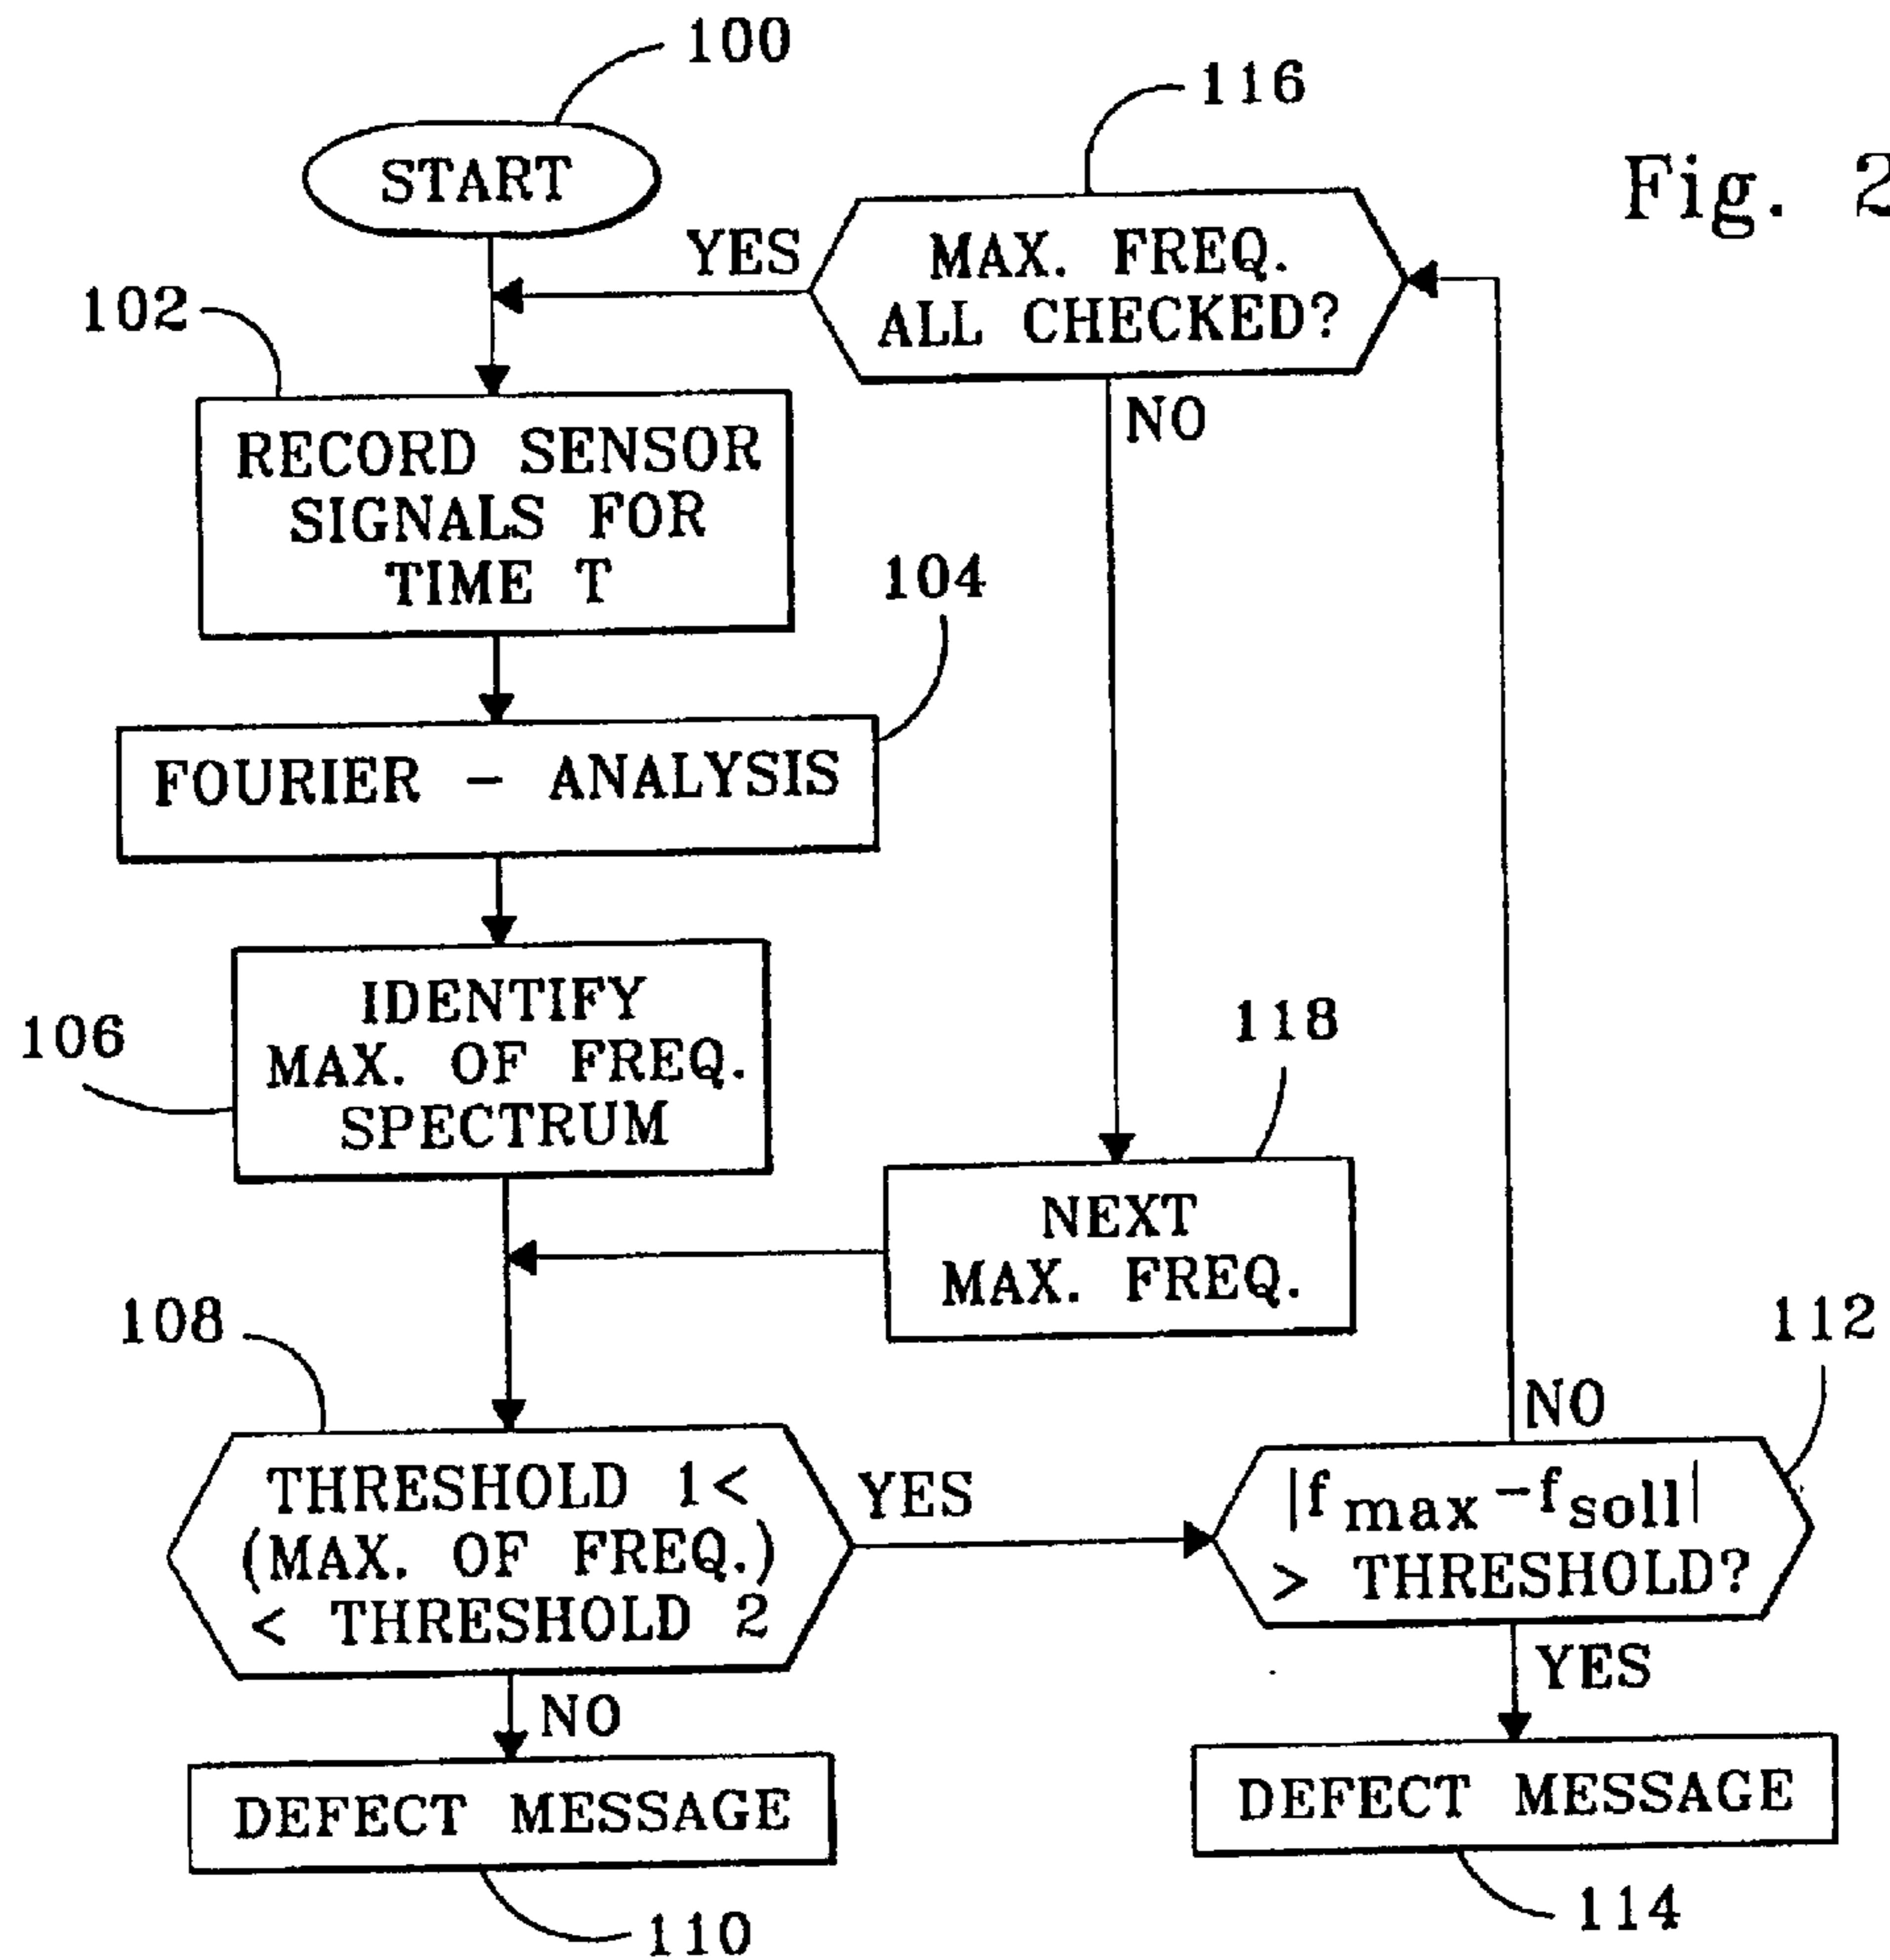 100
116
START
Fig. 2
YES
MAX. FREQ.
ALL CHECKED?
102
NO
RECORD SENSOR
SIGNALS FOR
TIME T
104
FOURIER - ANALYSIS
IDENTIFY
MAX. OF FREQ.
SPECTRUM
106
118
NEXT
MAX. FREQ.
108
112
NO
THRESHOLD 1<
(MAX. OF FREQ.)
< THRESHOLD 2
YES
|f max -f soll|
> THRESHOLD?
YES
NO
DEFECT MESSAGE
DEFECT MESSAGE
110
114